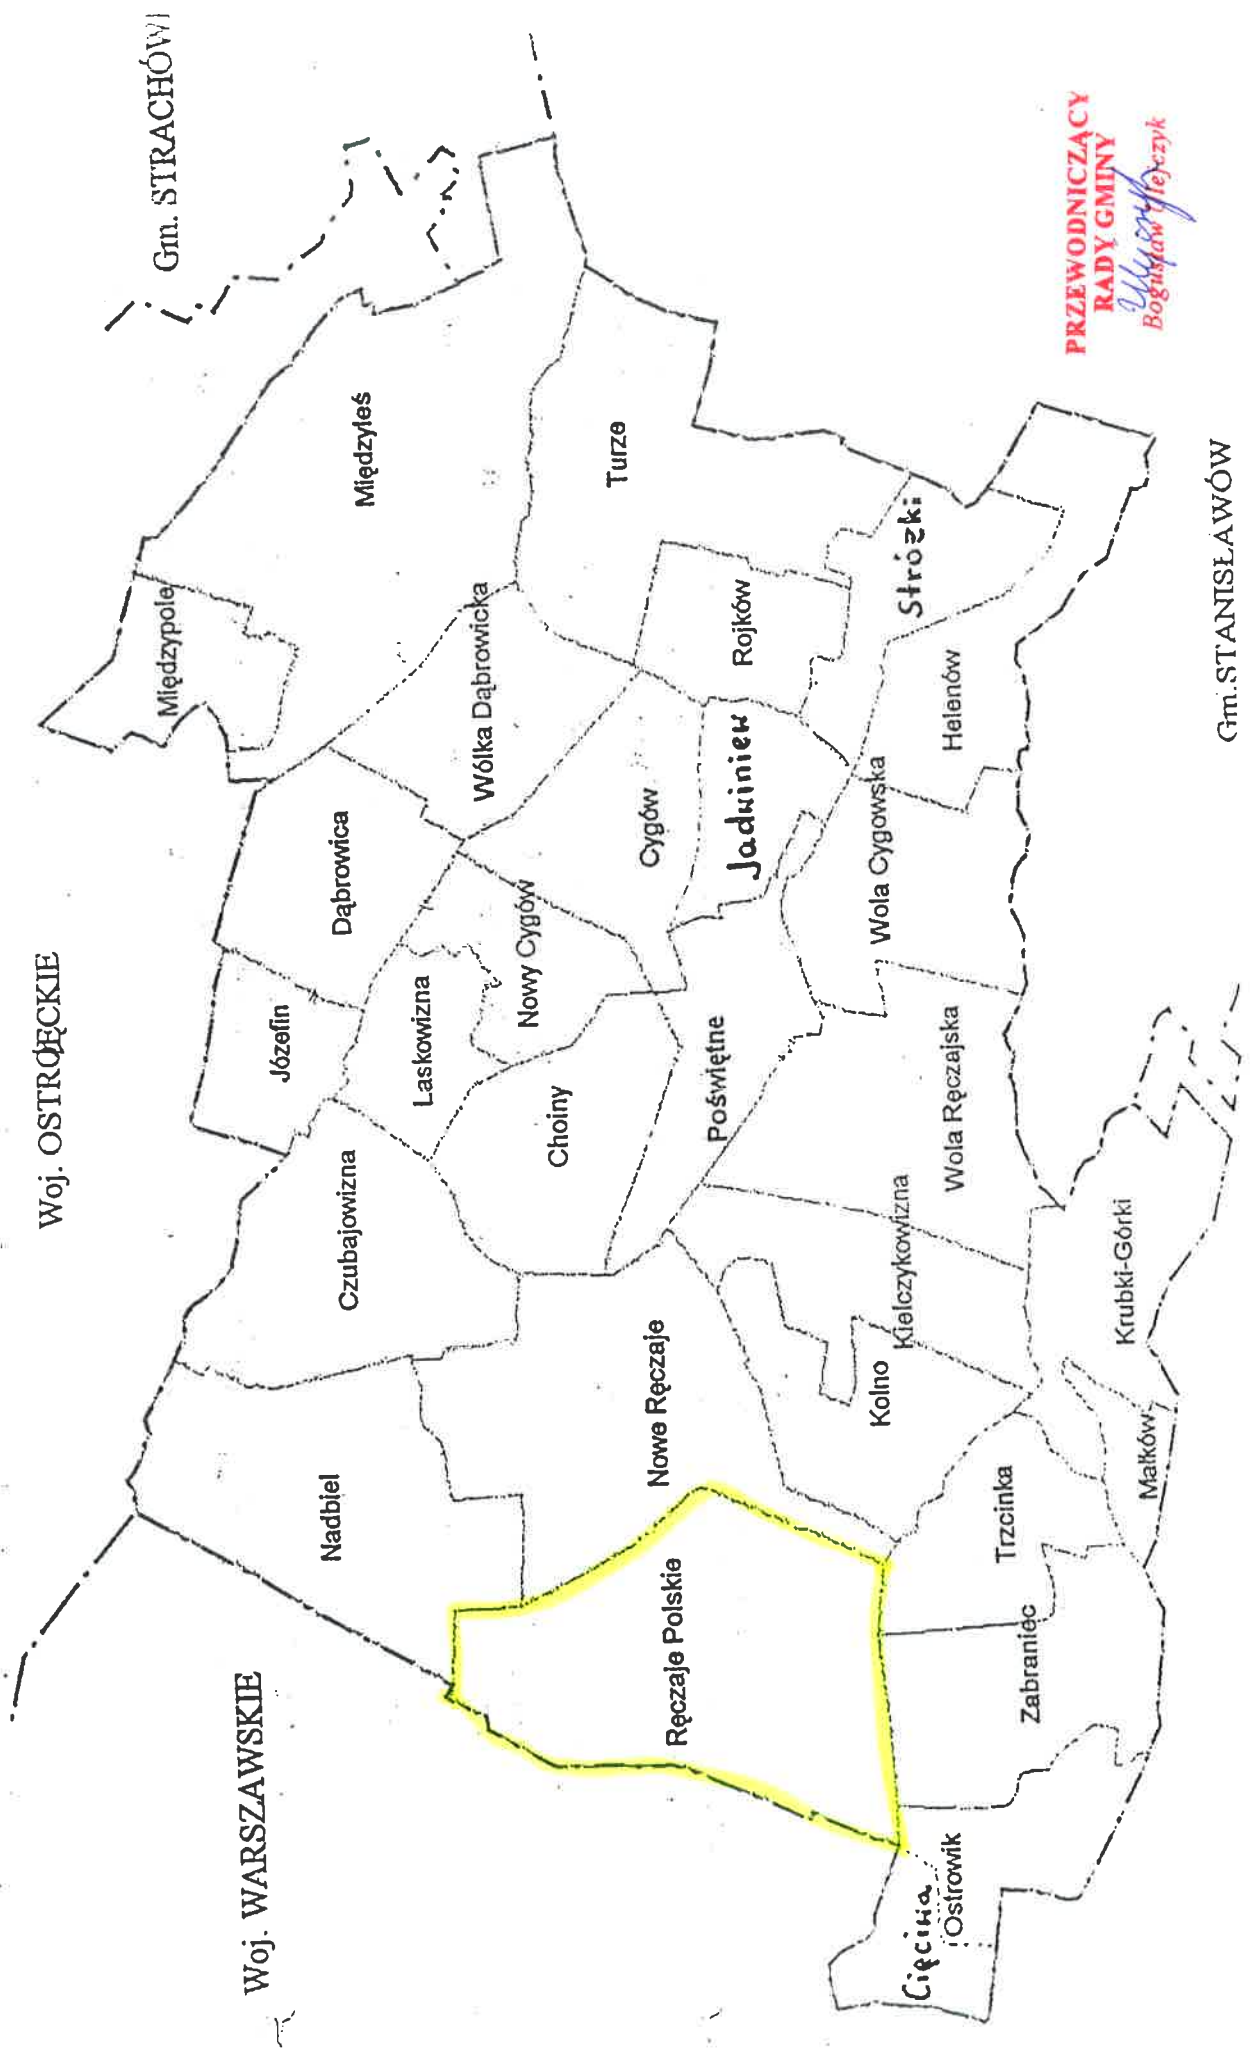 Gm. STRACHÓW
Woj. OSTROŁĘCKIE
Woj. WARSZAWSKIE
Międzypole
Międzyleś
Dąbrowica
Józefin
Czubajowizna
Nadbiel
Wólka Dąbrowicka
Laskowizna
Nowy Cygów
Choiny
Turze
Cygów
Poświętne
Nowe Ręczaje
Ręczaje Polskie
Rojków
Jadwiniew
Stróżki
Helenów
Wola Cygowska
Wola Ręczajska
Kielczykowizna
Kolno
Trzcinka
Zabraniec
Cięciwa
Ostrowik
Krubki-Górki
Małków
Gm. STANISŁAWÓW
PRZEWODNICZĄCY
RADY GMINY
Bogusław